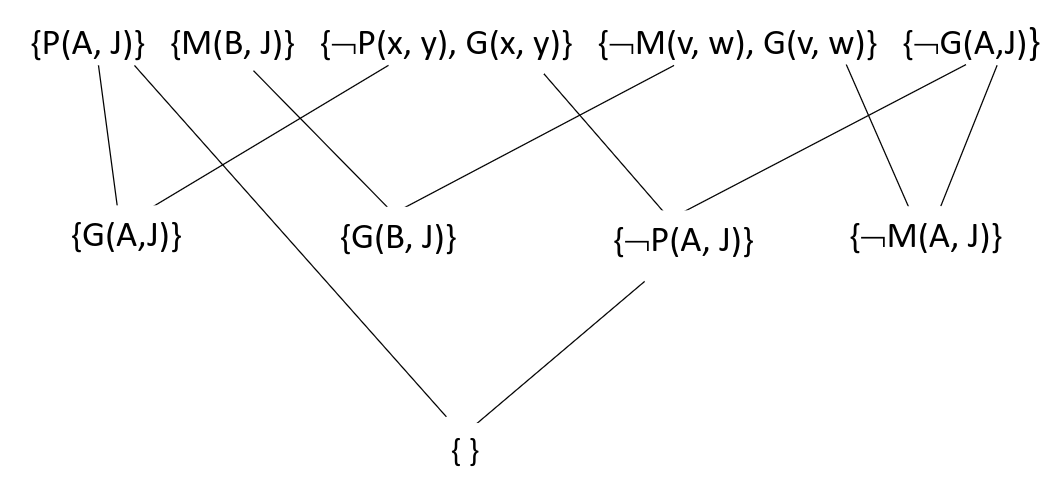 {P(A, J)} {M(B, J)} {¬P(x, y), G(x, y)} {¬M(v, w), G(v, w)} {¬G(A,J)}
{G(A,J)} {G(B, J)} {¬P(A, J)} {¬M(A, J)}
{ }